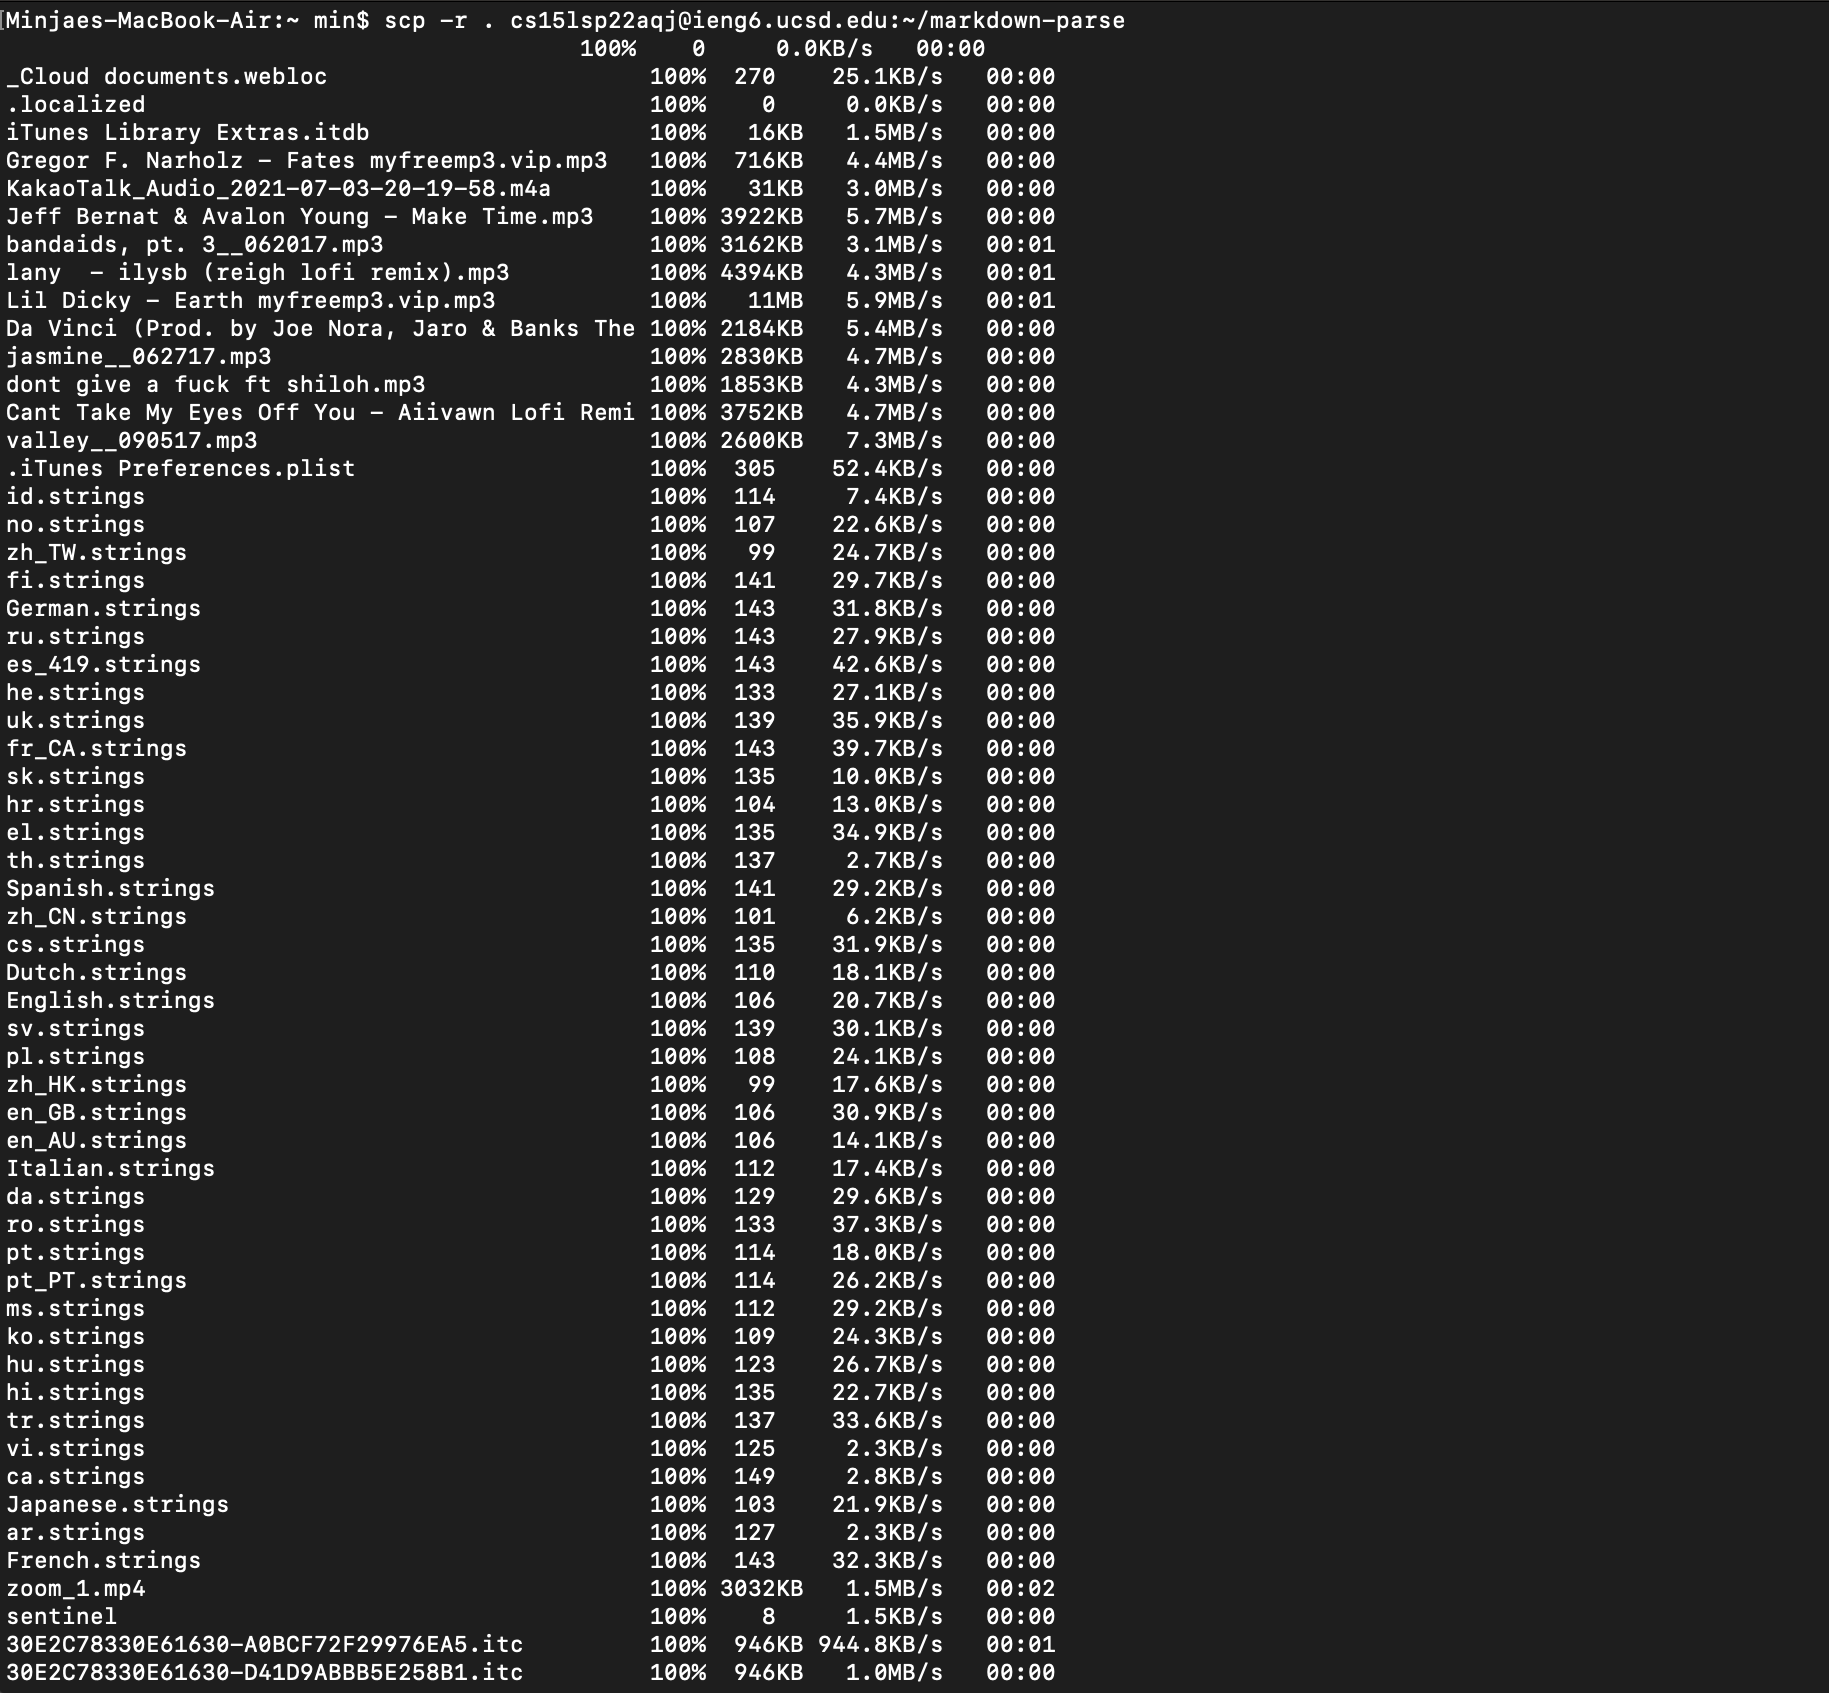 Minjaes-MacBook-Air:~ min$ scp -r . cs15lsp22aqj@ieng6.ucsd.edu:~/markdown-parse
100% 0 0.0KB/s 00:00
_Cloud documents.webloc 100% 270 25.1KB/s 00:00
.localized 100% 0 0.0KB/s 00:00
iTunes Library Extras.itdb 100% 16KB 1.5MB/s 00:00
Gregor F. Narholz - Fates myfreemp3.vip.mp3 100% 716KB 4.4MB/s 00:00
KakaoTalk_Audio_2021-07-03-20-19-58.m4a 100% 31KB 3.0MB/s 00:00
Jeff Bernat & Avalon Young - Make Time.mp3 100% 3922KB 5.7MB/s 00:00
bandaids, pt. 3__062017.mp3 100% 3162KB 3.1MB/s 00:01
lany  - ilysb (reigh lofi remix).mp3 100% 4394KB 4.3MB/s 00:01
Lil Dicky - Earth myfreemp3.vip.mp3 100% 11MB 5.9MB/s 00:01
Da Vinci (Prod. by Joe Nora, Jaro & Banks The 100% 2184KB 5.4MB/s 00:00
jasmine__062717.mp3 100% 2830KB 4.7MB/s 00:00
dont give a fuck ft shiloh.mp3 100% 1853KB 4.3MB/s 00:00
Cant Take My Eyes Off You - Aiivawn Lofi Remi 100% 3752KB 4.7MB/s 00:00
valley__090517.mp3 100% 2600KB 7.3MB/s 00:00
.iTunes Preferences.plist 100% 305 52.4KB/s 00:00
id.strings 100% 114 7.4KB/s 00:00
no.strings 100% 107 22.6KB/s 00:00
zh_TW.strings 100% 99 24.7KB/s 00:00
fi.strings 100% 141 29.7KB/s 00:00
German.strings 100% 143 31.8KB/s 00:00
ru.strings 100% 143 27.9KB/s 00:00
es_419.strings 100% 143 42.6KB/s 00:00
he.strings 100% 133 27.1KB/s 00:00
uk.strings 100% 139 35.9KB/s 00:00
fr_CA.strings 100% 143 39.7KB/s 00:00
sk.strings 100% 135 10.0KB/s 00:00
hr.strings 100% 104 13.0KB/s 00:00
el.strings 100% 135 34.9KB/s 00:00
th.strings 100% 137 2.7KB/s 00:00
Spanish.strings 100% 141 29.2KB/s 00:00
zh_CN.strings 100% 101 6.2KB/s 00:00
cs.strings 100% 135 31.9KB/s 00:00
Dutch.strings 100% 110 18.1KB/s 00:00
English.strings 100% 106 20.7KB/s 00:00
sv.strings 100% 139 30.1KB/s 00:00
pl.strings 100% 108 24.1KB/s 00:00
zh_HK.strings 100% 99 17.6KB/s 00:00
en_GB.strings 100% 106 30.9KB/s 00:00
en_AU.strings 100% 106 14.1KB/s 00:00
Italian.strings 100% 112 17.4KB/s 00:00
da.strings 100% 129 29.6KB/s 00:00
ro.strings 100% 133 37.3KB/s 00:00
pt.strings 100% 114 18.0KB/s 00:00
pt_PT.strings 100% 114 26.2KB/s 00:00
ms.strings 100% 112 29.2KB/s 00:00
ko.strings 100% 109 24.3KB/s 00:00
hu.strings 100% 123 26.7KB/s 00:00
hi.strings 100% 135 22.7KB/s 00:00
tr.strings 100% 137 33.6KB/s 00:00
vi.strings 100% 125 2.3KB/s 00:00
ca.strings 100% 149 2.8KB/s 00:00
Japanese.strings 100% 103 21.9KB/s 00:00
ar.strings 100% 127 2.3KB/s 00:00
French.strings 100% 143 32.3KB/s 00:00
zoom_1.mp4 100% 3032KB 1.5MB/s 00:02
sentinel 100% 8 1.5KB/s 00:00
30E2C78330E61630-A0BCF72F29976EA5.itc 100% 946KB 944.8KB/s 00:01
30E2C78330E61630-D41D9ABBB5E258B1.itc 100% 946KB 1.0MB/s 00:00